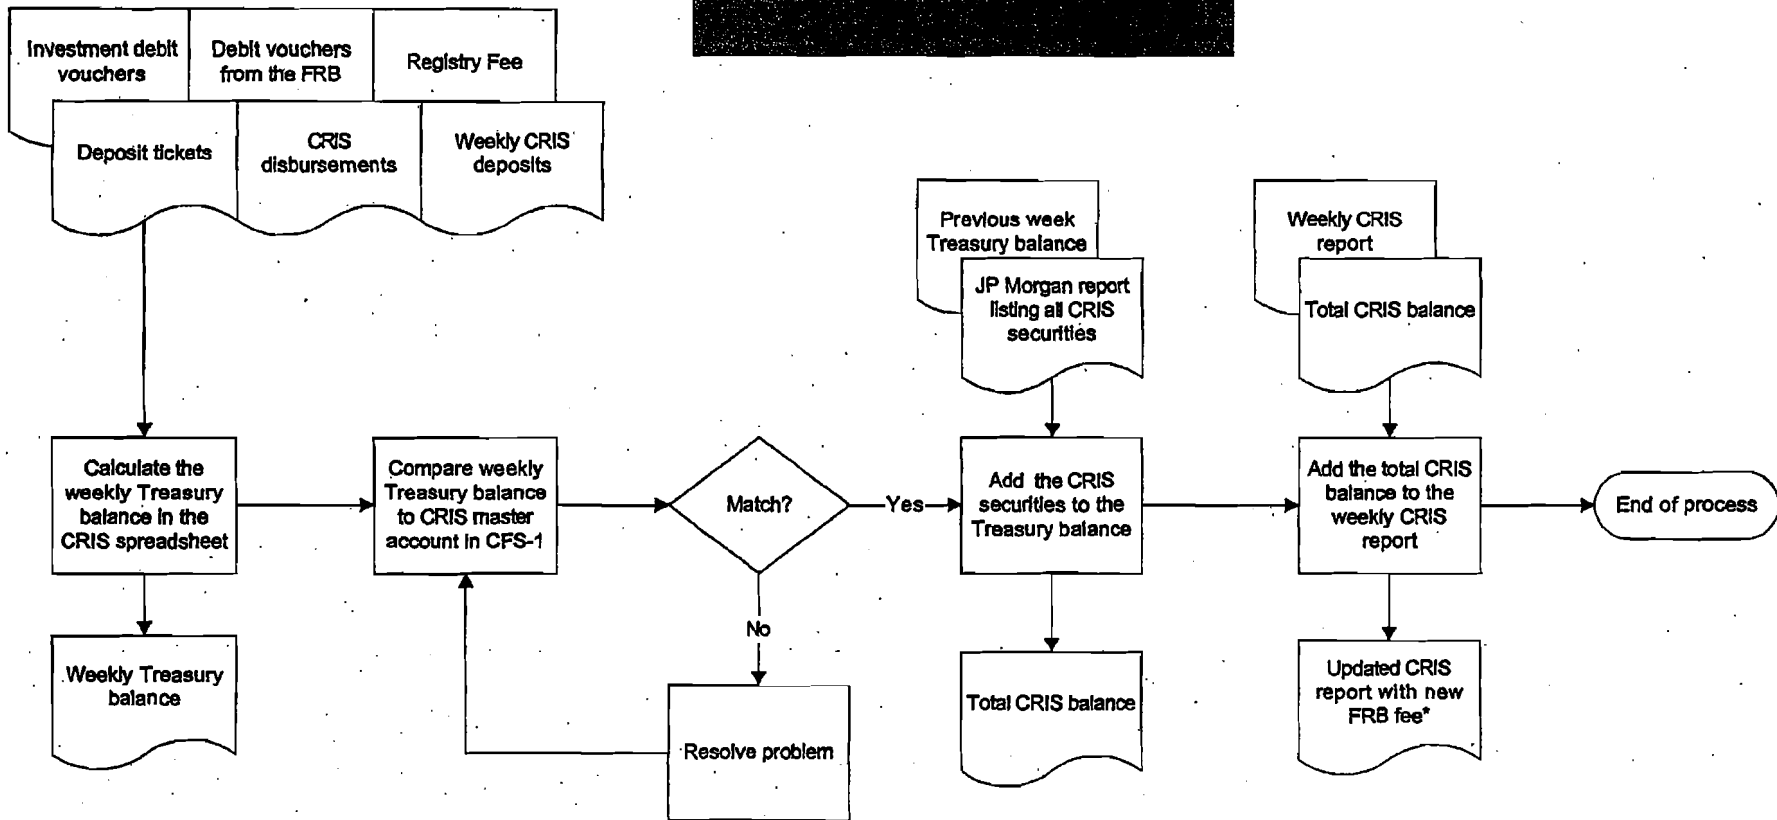 Investment debit
vouchers
Debit vouchers
from the FRB
Registry Fee
Deposit tickets
CRIS
disbursements
Weekly CRIS
deposits
Previous week
Treasury balance
JP Morgan report
listing all CRIS
securities
Weekly CRIS
report
Total CRIS balance
Calculate the
weekly Treasury
balance in the
CRIS spreadsheet
Compare weekly
Treasury balance
to CRIS master
account in CFS-1
Match?
Yes
Add the CRIS
securities to the
Treasury balance
Add the total CRIS
balance to the
weekly CRIS
report
End of process
No
Weekly Treasury
balance
Resolve problem
Total CRIS balance
Updated CRIS
report with new
FRB fee*